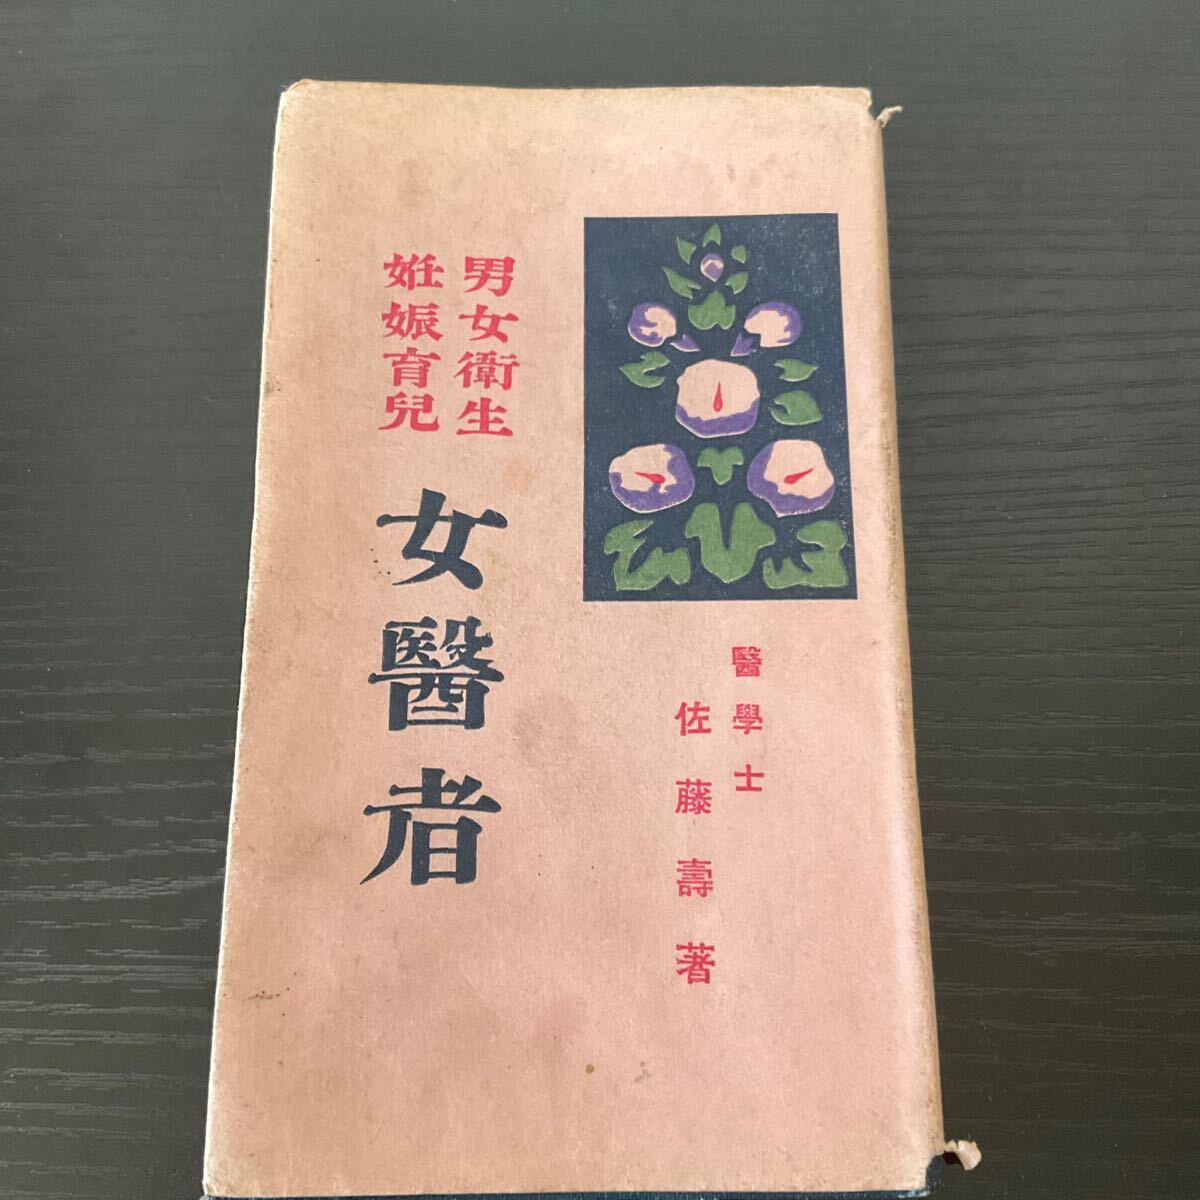 醫學士
佐藤壽著
男女衛生
姙娠育兒
女醫者